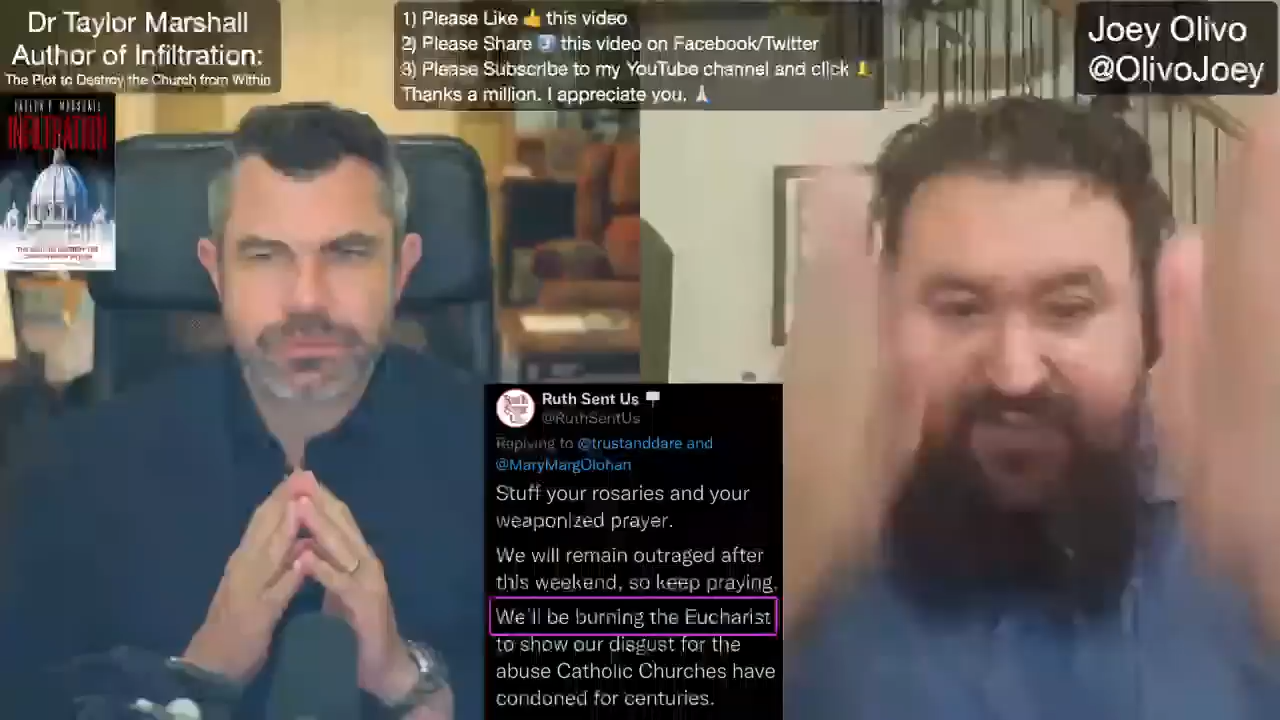 Dr Taylor Marshall
Author of Infiltration:
The Plot to Destroy the Church from Within
TAYLOR R MARSHALL
INFILTRATION
1) Please Like 👍 this video
2) Please Share this video on Facebook/Twitter
3) Please Subscribe to my YouTube channel and click
Thanks a million. I appreciate you. 🙏
Joey Olivo
@OlivoJoey
Ruth Sent Us
@RuthSentUs
Replying to @trustanddare and
@MaryMargOlohan
Stuff your rosaries and your
weaponized prayer.
We will remain outraged after
this weekend, so keep praying.
We'll be burning the Eucharist
to show our disgust for the
abuse Catholic Churches have
condoned for centuries.